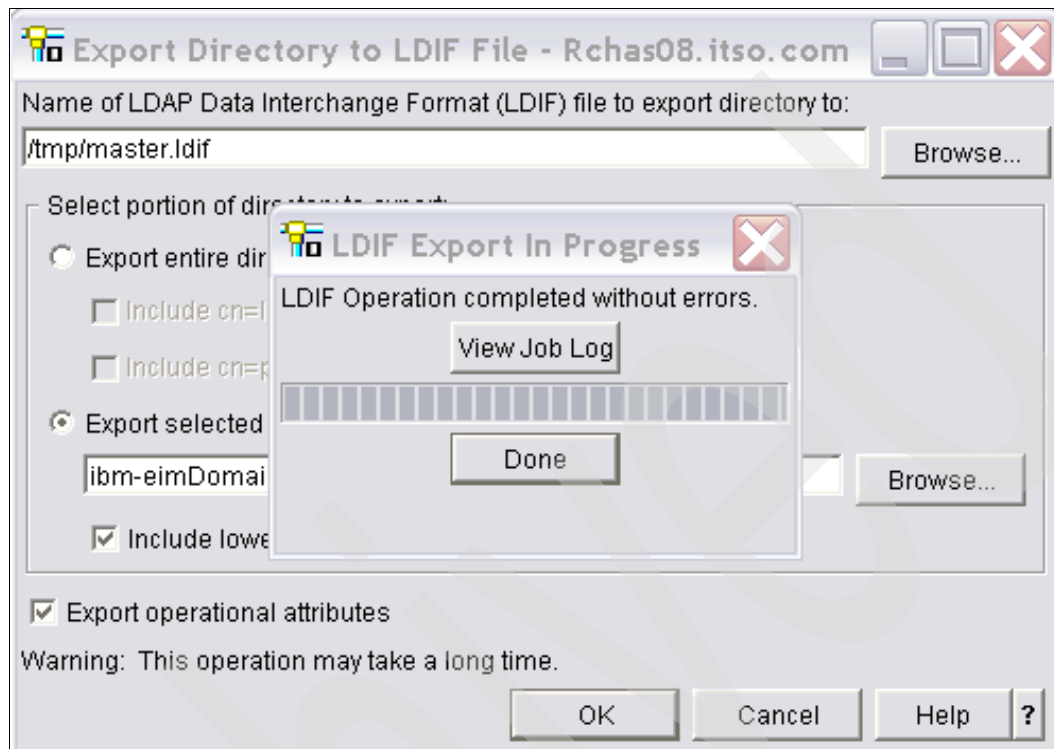 Export Directory to LDIF File - Rchas08.itso.com
Name of LDAP Data Interchange Format (LDIF) file to export directory to:
/tmp/master.ldif
Browse...
Select portion of directory to export:
LDIF Export In Progress
Export entire dir
LDIF Operation completed without errors.
Include cn=l
View Job Log
Include cn=p
Export selected
Done
ibm-eimDomai
Browse...
Include lowe
Export operational attributes
Warning: This operation may take a long time.
OK
Cancel
Help
?